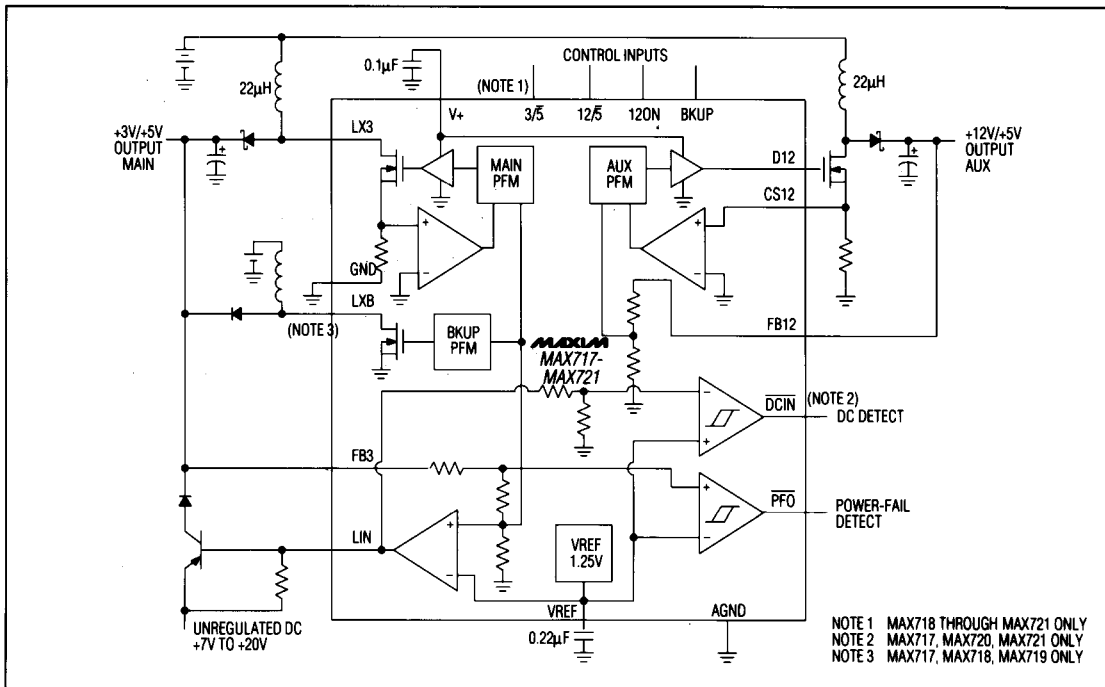 CONTROL INPUTS
0.1µF
(NOTE 1)
22µH
22µH
V+
3/5̅
12/5̅
12ON
BKUP
+3V/+5V
OUTPUT
MAIN
LX3
MAIN
PFM
AUX
PFM
D12
+12V/+5V
OUTPUT
AUX
CS12
+
−
+
−
GND
LXB
(NOTE 3)
BKUP
PFM
FB12
MAXIM
MAX717-
MAX721
−
+
D̅C̅I̅N̅
(NOTE 2)
DC DETECT
FB3
+
−
P̅F̅O̅
POWER-FAIL
DETECT
LIN
+
−
VREF
1.25V
VREF
AGND
0.22µF
UNREGULATED DC
+7V TO +20V
NOTE 1 MAX718 THROUGH MAX721 ONLY
NOTE 2 MAX717, MAX720, MAX721 ONLY
NOTE 3 MAX717, MAX718, MAX719 ONLY